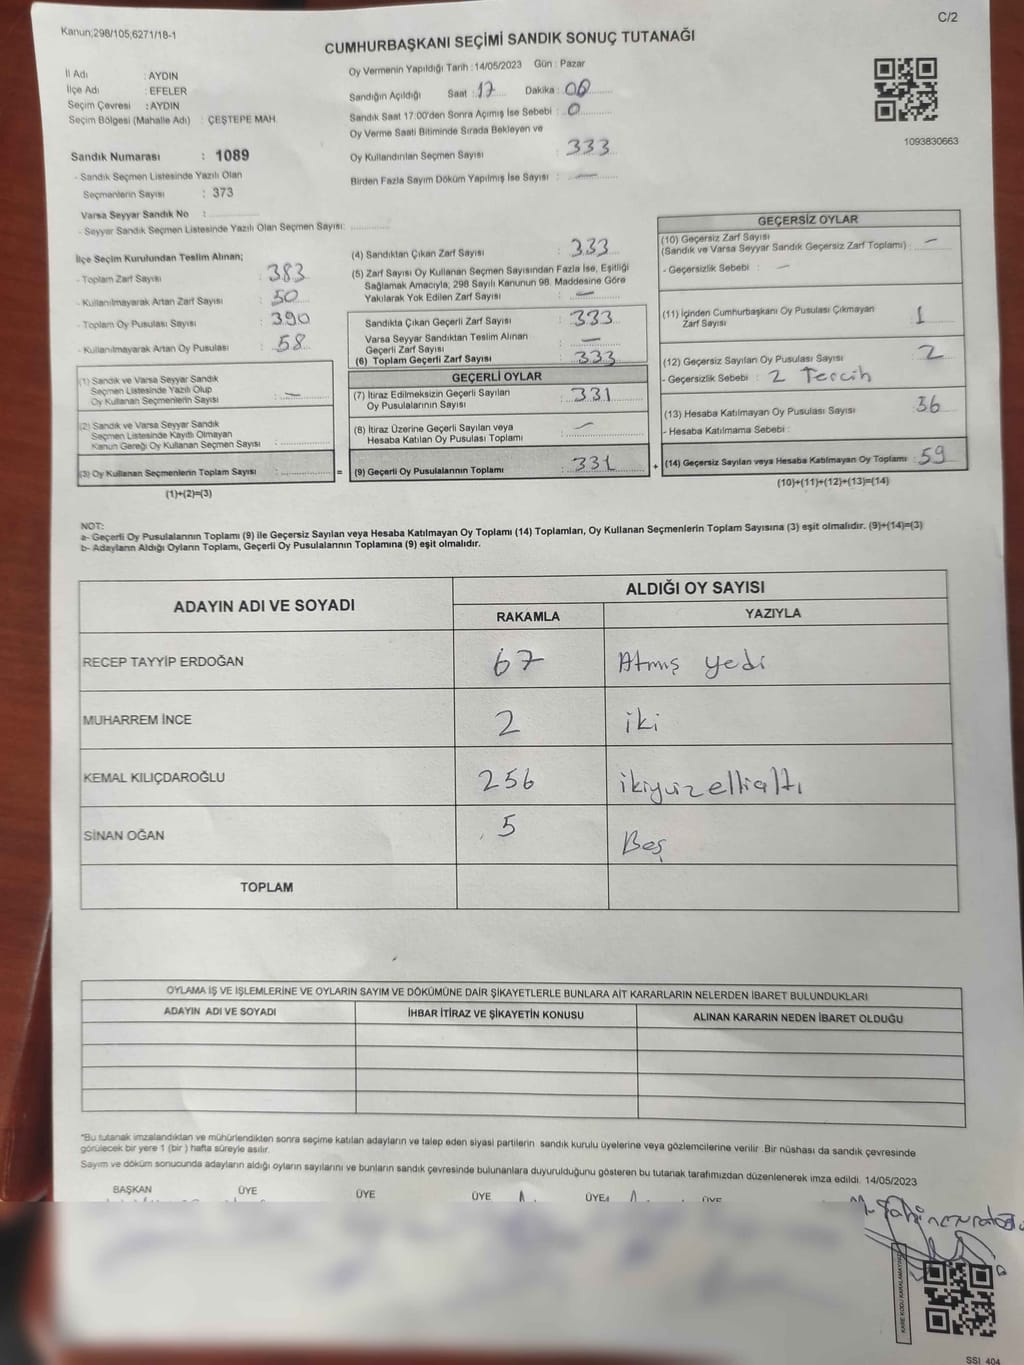 Kanun;298/105,6271/18-1
C/2
CUMHURBAŞKANI SEÇİMİ SANDIK SONUÇ TUTANAĞI
İl Adı : AYDIN
İlçe Adı : EFELER
Seçim Çevresi : AYDIN
Seçim Bölgesi (Mahalle Adı) : ÇEŞTEPE MAH.
Sandık Numarası : 1089
- Sandık Seçmen Listesinde Yazılı Olan
Seçmenlerin Sayısı : 373
Varsa Seyyar Sandık No :
- Seyyar Sandık Seçmen Listesinde Yazılı Olan Seçmen Sayısı:
Oy Vermenin Yapıldığı Tarih : 14/05/2023 Gün : Pazar
Sandığın Açıldığı Saat : 17 Dakika : 00
Sandık Saat 17:00'den Sonra Açımış İse Sebebi : 0
Oy Verme Saati Bitiminde Sırada Bekleyen ve
Oy Kullandırılan Seçmen Sayısı : 333
Birden Fazla Sayım Döküm Yapılmış İse Sayısı : —
1093830663
İlçe Seçim Kurulundan Teslim Alınan;
- Toplam Zarf Sayısı : 383
- Kullanılmayarak Artan Zarf Sayısı : 50
- Toplam Oy Pusulası Sayısı : 390
- Kullanılmayarak Artan Oy Pusulası : 58
(1) Sandık ve Varsa Seyyar Sandık
Seçmen Listesinde Yazılı Olup
Oy Kullanan Seçmenlerin Sayısı : —
(2) Sandık ve Varsa Seyyar Sandık
Seçmen Listesinde Kayıtlı Olmayan
Kanun Gereği Oy Kullanan Seçmen Sayısı :
(3) Oy Kullanan Seçmenlerin Toplam Sayısı : =
(1)+(2)=(3)
(4) Sandıktan Çıkan Zarf Sayısı : 333
(5) Zarf Sayısı Oy Kullanan Seçmen Sayısından Fazla İse, Eşitliği
Sağlamak Amacıyla; 298 Sayılı Kanunun 98. Maddesine Göre
Yakılarak Yok Edilen Zarf Sayısı : —
Sandıkta Çıkan Geçerli Zarf Sayısı : 333
Varsa Seyyar Sandıktan Teslim Alınan
Geçerli Zarf Sayısı : —
(6) Toplam Geçerli Zarf Sayısı : 333
GEÇERLİ OYLAR
(7) İtiraz Edilmeksizin Geçerli Sayılan
Oy Pusulalarının Sayısı : 331
(8) İtiraz Üzerine Geçerli Sayılan veya
Hesaba Katılan Oy Pusulası Toplamı : —
(9) Geçerli Oy Pusulalarının Toplamı : 331 +
GEÇERSİZ OYLAR
(10) Geçersiz Zarf Sayısı
(Sandık ve Varsa Seyyar Sandık Geçersiz Zarf Toplamı) : —
- Geçersizlik Sebebi : —
(11) İçinden Cumhurbaşkanı Oy Pusulası Çıkmayan
Zarf Sayısı : 1
(12) Geçersiz Sayılan Oy Pusulası Sayısı : 2
- Geçersizlik Sebebi : 2 Tercih
(13) Hesaba Katılmayan Oy Pusulası Sayısı : 36
- Hesaba Katılmama Sebebi :
(14) Geçersiz Sayılan veya Hesaba Katılmayan Oy Toplamı : 59
(10)+(11)+(12)+(13)=(14)
NOT:
a- Geçerli Oy Pusulalarının Toplamı (9) ile Geçersiz Sayılan veya Hesaba Katılmayan Oy Toplamı (14) Toplamları, Oy Kullanan Seçmenlerin Toplam Sayısına (3) eşit olmalıdır. (9)+(14)=(3)
b- Adayların Aldığı Oyların Toplamı, Geçerli Oy Pusulalarının Toplamına (9) eşit olmalıdır.
ADAYIN ADI VE SOYADI
ALDIĞI OY SAYISI
RAKAMLA YAZIYLA
RECEP TAYYİP ERDOĞAN 67 Atmış yedi
MUHARREM İNCE 2 iki
KEMAL KILIÇDAROĞLU 256 ikiyüzellialtı
SİNAN OĞAN 5 Beş
TOPLAM
OYLAMA İŞ VE İŞLEMLERİNE VE OYLARIN SAYIM VE DÖKÜMÜNE DAİR ŞİKAYETLERLE BUNLARA AİT KARARLARIN NELERDEN İBARET BULUNDUKLARI
ADAYIN ADI VE SOYADI İHBAR İTİRAZ VE ŞİKAYETİN KONUSU ALINAN KARARIN NEDEN İBARET OLDUĞU
"Bu tutanak imzalandıktan ve mühürlendikten sonra seçime katılan adayların ve talep eden siyasi partilerin sandık kurulu üyelerine veya gözlemcilerine verilir. Bir nüshası da sandık çevresinde
görülecek bir yere 1 (bir ) hafta süreyle asılır.
Sayım ve döküm sonucunda adayların aldığı oyların sayılarını ve bunların sandık çevresinde bulunanlara duyurulduğunu gösteren bu tutanak tarafımızdan düzenlenerek imza edildi. 14/05/2023
BAŞKAN ÜYE ÜYE ÜYE ÜYE ÜYE
KARE KODU KARALAMAYINIZ
SSI 404